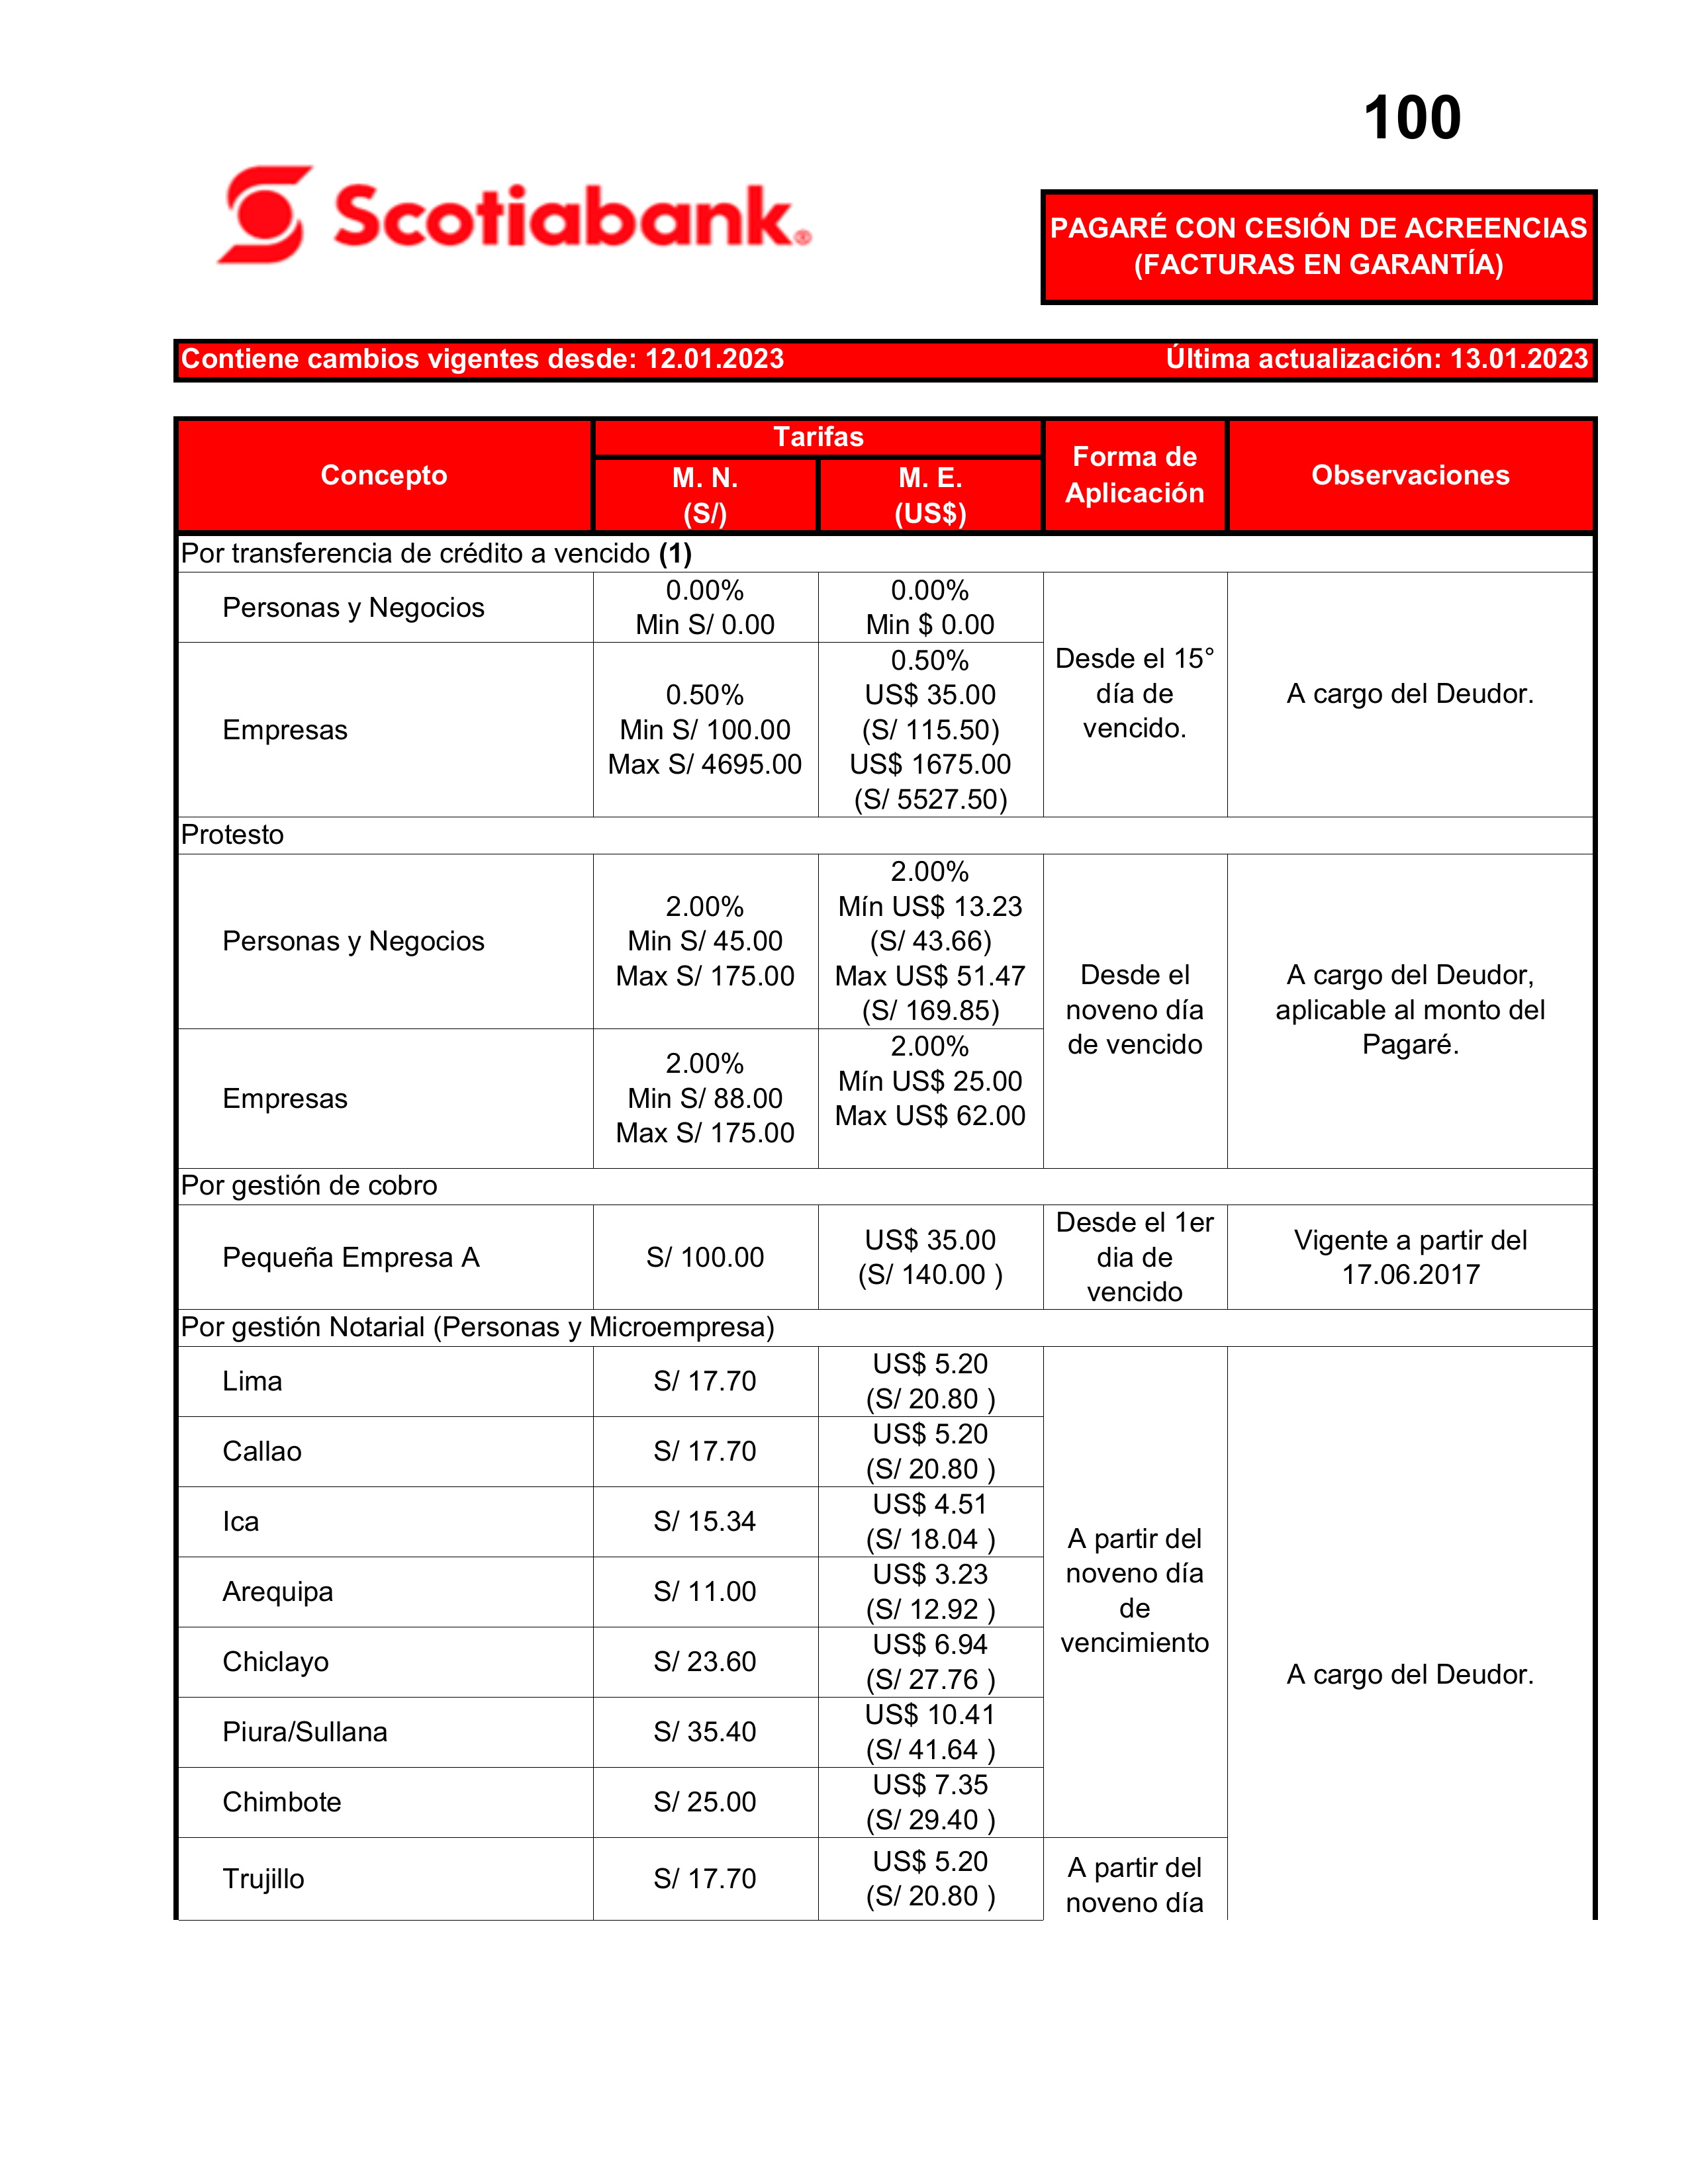 100
Scotiabank®
PAGARÉ CON CESIÓN DE ACREENCIAS
(FACTURAS EN GARANTÍA)
Contiene cambios vigentes desde: 12.01.2023 Última actualización: 13.01.2023
Concepto
Tarifas
M. N.
(S/)
M. E.
(US$)
Forma de
Aplicación
Observaciones
Por transferencia de crédito a vencido (1)
Personas y Negocios
0.00%
Min S/ 0.00
0.00%
Min $ 0.00
Desde el 15°
día de
vencido.
A cargo del Deudor.
Empresas
0.50%
Min S/ 100.00
Max S/ 4695.00
0.50%
US$ 35.00
(S/ 115.50)
US$ 1675.00
(S/ 5527.50)
Protesto
Personas y Negocios
2.00%
Min S/ 45.00
Max S/ 175.00
2.00%
Mín US$ 13.23
(S/ 43.66)
Max US$ 51.47
(S/ 169.85)
Desde el
noveno día
de vencido
A cargo del Deudor,
aplicable al monto del
Pagaré.
Empresas
2.00%
Min S/ 88.00
Max S/ 175.00
2.00%
Mín US$ 25.00
Max US$ 62.00
Por gestión de cobro
Pequeña Empresa A
S/ 100.00
US$ 35.00
(S/ 140.00 )
Desde el 1er
dia de
vencido
Vigente a partir del
17.06.2017
Por gestión Notarial (Personas y Microempresa)
Lima
S/ 17.70
US$ 5.20
(S/ 20.80 )
A partir del
noveno día
de
vencimiento
A cargo del Deudor.
Callao
S/ 17.70
US$ 5.20
(S/ 20.80 )
Ica
S/ 15.34
US$ 4.51
(S/ 18.04 )
Arequipa
S/ 11.00
US$ 3.23
(S/ 12.92 )
Chiclayo
S/ 23.60
US$ 6.94
(S/ 27.76 )
Piura/Sullana
S/ 35.40
US$ 10.41
(S/ 41.64 )
Chimbote
S/ 25.00
US$ 7.35
(S/ 29.40 )
Trujillo
S/ 17.70
US$ 5.20
(S/ 20.80 )
A partir del
noveno día